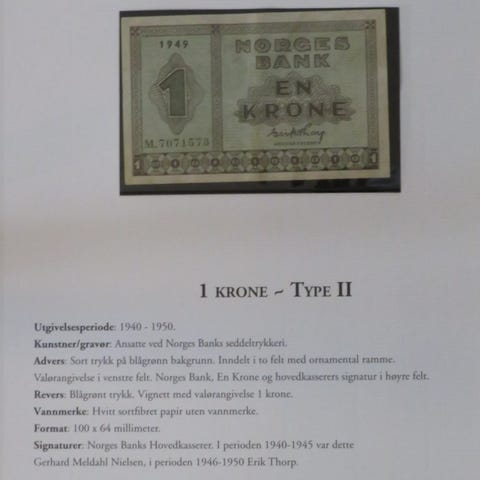 1949
NORGES
BANK
1
EN
KRONE
M.7071573
1 KRONE ~ TYPE II
Utgivelsesperiode: 1940 - 1950.
Kunstner/gravør: Ansatte ved Norges Banks seddeltrykkeri.
Advers: Sort trykk på blågrønn bakgrunn. Inndelt i to felt med ornamental ramme.
Valørangivelse i venstre felt. Norges Bank, En Krone og hovedkasserers signatur i høyre felt.
Revers: Blågrønt trykk. Vignett med valørangivelse 1 krone.
Vannmerke: Hvitt sortfibret papir uten vannmerke.
Format: 100 x 64 millimeter.
Signaturer: Norges Banks Hovedkasserer. I perioden 1940-1945 var dette
Gerhard Meldahl Nielsen, i perioden 1946-1950 Erik Thorp.